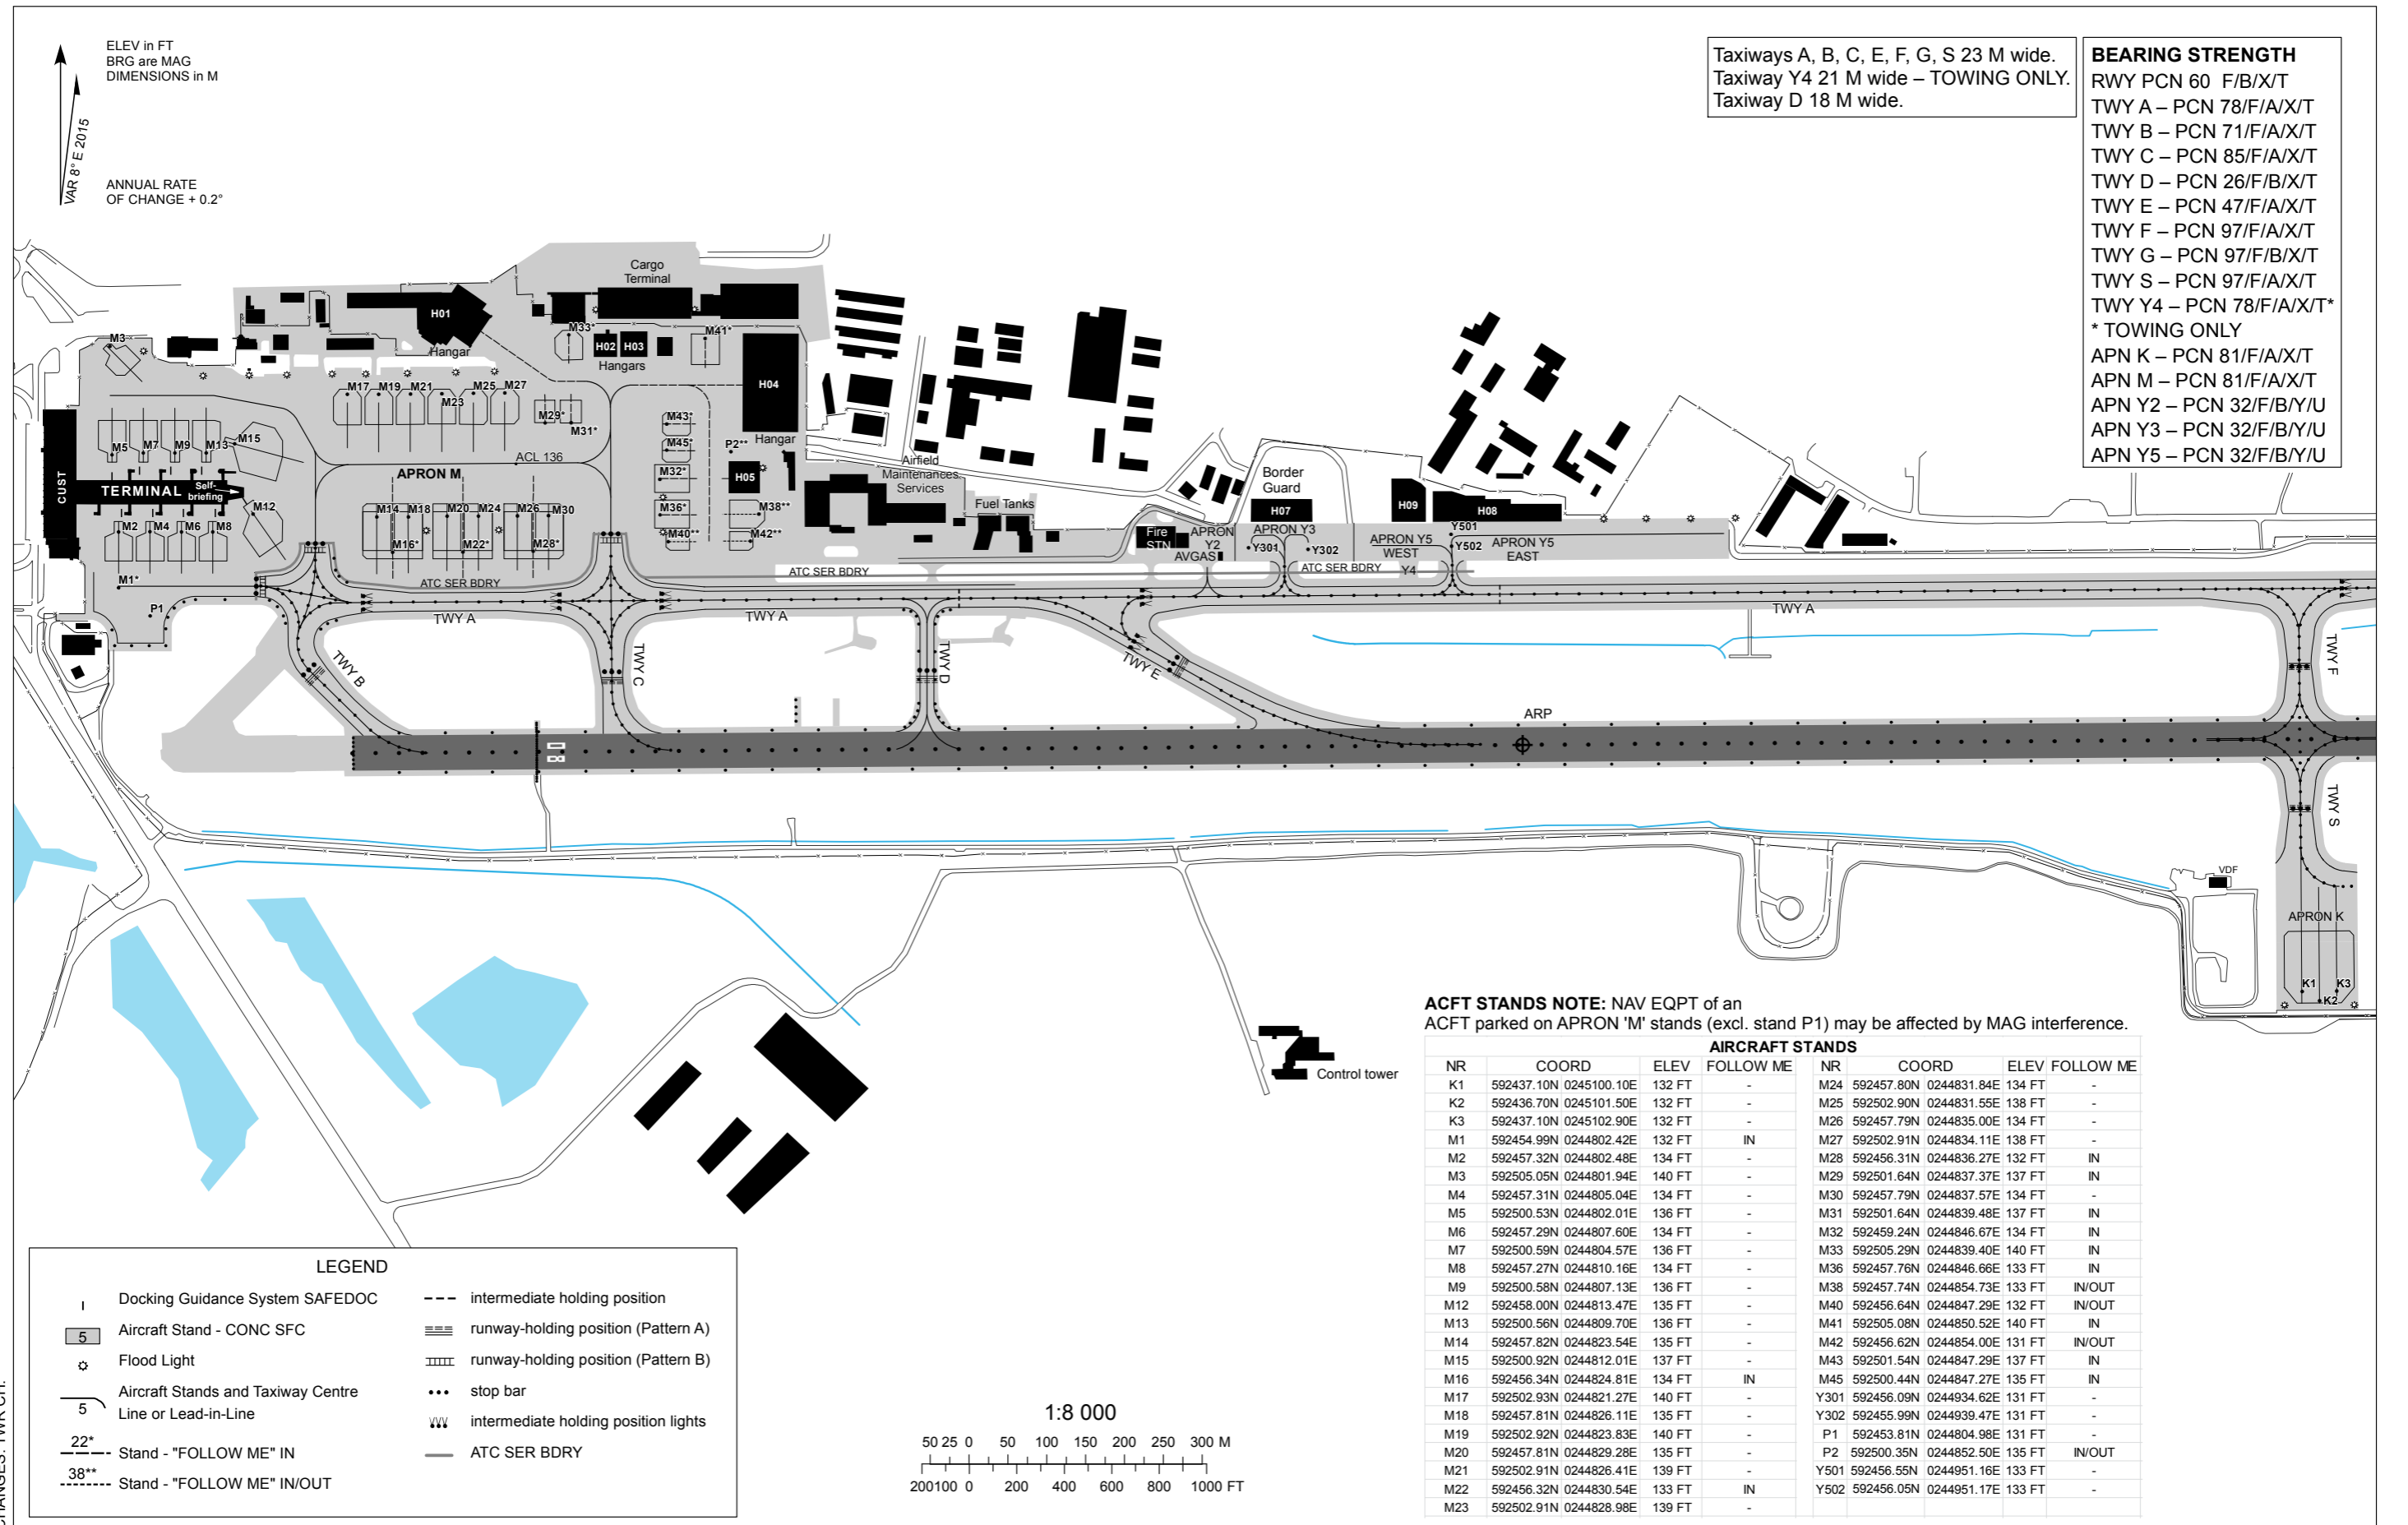 ELEV in FT
BRG are MAG
DIMENSIONS in M
VAR 8° E 2015
ANNUAL RATE
OF CHANGE + 0.2°
Taxiways A, B, C, E, F, G, S 23 M wide.
Taxiway Y4 21 M wide – TOWING ONLY.
Taxiway D 18 M wide.
BEARING STRENGTH
RWY PCN 60 F/B/X/T
TWY A – PCN 78/F/A/X/T
TWY B – PCN 71/F/A/X/T
TWY C – PCN 85/F/A/X/T
TWY D – PCN 26/F/B/X/T
TWY E – PCN 47/F/A/X/T
TWY F – PCN 97/F/A/X/T
TWY G – PCN 97/F/B/X/T
TWY S – PCN 97/F/A/X/T
TWY Y4 – PCN 78/F/A/X/T*
* TOWING ONLY
APN K – PCN 81/F/A/X/T
APN M – PCN 81/F/A/X/T
APN Y2 – PCN 32/F/B/Y/U
APN Y3 – PCN 32/F/B/Y/U
APN Y5 – PCN 32/F/B/Y/U
Cargo
Terminal
H01
Hangar
M33*
H02 H03
Hangars
M41*
H04
Hangar
M3
M17 M19 M21 M23 M25 M27
M29*
M31*
M43*
M45*
P2**
M5 M7 M9 M13 M15
CUST
TERMINAL
Self-
briefing
APRON M
ACL 136
M32*
H05
M36*
M38**
M40**
M42**
M12
M2 M4 M6 M8
M14 M18 M20 M24 M26 M30
M16* M22* M28*
M1*
P1
Airfield
Maintenances
Services
Fuel Tanks
Fire
STN
APRON
Y2
AVGAS
Border
Guard
H07
APRON Y3
Y301
Y302
H09
H08
APRON Y5
WEST
Y501
Y502
APRON Y5
EAST
Y4
ATC SER BDRY
ATC SER BDRY
ATC SER BDRY
TWY A
TWY A
TWY A
TWY B
TWY C
TWY D
TWY E
TWY F
TWY S
18
ARP
VDF
APRON K
K1
K2
K3
Control tower
ACFT STANDS NOTE: NAV EQPT of an
ACFT parked on APRON 'M' stands (excl. stand P1) may be affected by MAG interference.
AIRCRAFT STANDS
NR COORD ELEV FOLLOW ME NR COORD ELEV FOLLOW ME
K1 592437.10N 0245100.10E 132 FT - M24 592457.80N 0244831.84E 134 FT -
K2 592436.70N 0245101.50E 132 FT - M25 592502.90N 0244831.55E 138 FT -
K3 592437.10N 0245102.90E 132 FT - M26 592457.79N 0244835.00E 134 FT -
M1 592454.99N 0244802.42E 132 FT IN M27 592502.91N 0244834.11E 138 FT -
M2 592457.32N 0244802.48E 134 FT - M28 592456.31N 0244836.27E 132 FT IN
M3 592505.05N 0244801.94E 140 FT - M29 592501.64N 0244837.37E 137 FT IN
M4 592457.31N 0244805.04E 134 FT - M30 592457.79N 0244837.57E 134 FT -
M5 592500.53N 0244802.01E 136 FT - M31 592501.64N 0244839.48E 137 FT IN
M6 592457.29N 0244807.60E 134 FT - M32 592459.24N 0244846.67E 134 FT IN
M7 592500.59N 0244804.57E 136 FT - M33 592505.29N 0244839.40E 140 FT IN
M8 592457.27N 0244810.16E 134 FT - M36 592457.76N 0244846.66E 133 FT IN
M9 592500.58N 0244807.13E 136 FT - M38 592457.74N 0244854.73E 133 FT IN/OUT
M12 592458.00N 0244813.47E 135 FT - M40 592456.64N 0244847.29E 132 FT IN/OUT
M13 592500.56N 0244809.70E 136 FT - M41 592505.08N 0244850.52E 140 FT IN
M14 592457.82N 0244823.54E 135 FT - M42 592456.62N 0244854.00E 131 FT IN/OUT
M15 592500.92N 0244812.01E 137 FT - M43 592501.54N 0244847.29E 137 FT IN
M16 592456.34N 0244824.81E 134 FT IN M45 592500.44N 0244847.27E 135 FT IN
M17 592502.93N 0244821.27E 140 FT - Y301 592456.09N 0244934.62E 131 FT -
M18 592457.81N 0244826.11E 135 FT - Y302 592455.99N 0244939.47E 131 FT -
M19 592502.92N 0244823.83E 140 FT - P1 592453.81N 0244804.98E 131 FT -
M20 592457.81N 0244829.28E 135 FT - P2 592500.35N 0244852.50E 135 FT IN/OUT
M21 592502.91N 0244826.41E 139 FT - Y501 592456.55N 0244951.16E 133 FT -
M22 592456.32N 0244830.54E 133 FT IN Y502 592456.05N 0244951.17E 133 FT -
M23 592502.91N 0244828.98E 139 FT -
LEGEND
Docking Guidance System SAFEDOC
5 Aircraft Stand - CONC SFC
Flood Light
Aircraft Stands and Taxiway Centre
5 Line or Lead-in-Line
22* Stand - "FOLLOW ME" IN
38** Stand - "FOLLOW ME" IN/OUT
intermediate holding position
runway-holding position (Pattern A)
runway-holding position (Pattern B)
stop bar
intermediate holding position lights
ATC SER BDRY
1:8 000
50 25 0 50 100 150 200 250 300 M
200100 0 200 400 600 800 1000 FT
CHANGES: TWR CH.